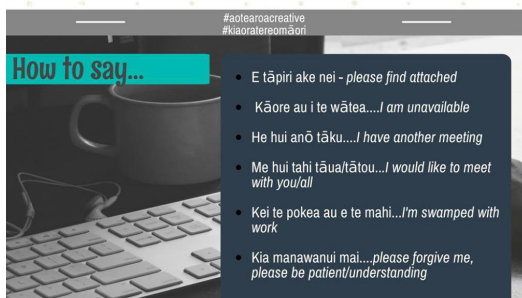 #aotearoacreative
#kiaoratereomāori
How to say...
E tāpiri ake nei - please find attached
Kāore au i te wātea....I am unavailable
He hui anō tāku....I have another meeting
Me hui tahi tāua/tātou...I would like to meet
with you/all
Kei te pokea au e te mahi...I'm swamped with
work
Kia manawanui mai....please forgive me,
please be patient/understanding